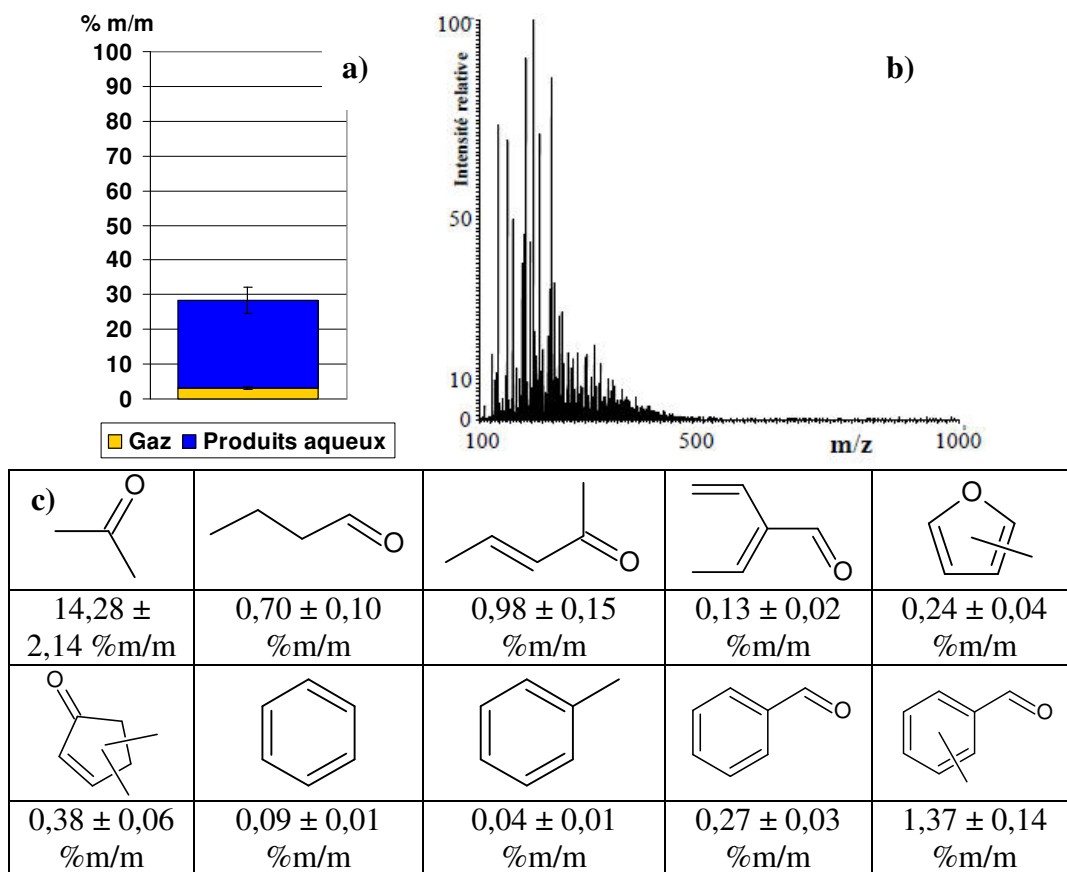 % m/m
100
90
80
70
60
50
40
30
20
10
0
a)
Gaz
Produits aqueux
b)
Intensité relative
100
50
10
0
100
500
m/z
1000
c)
O
O
O
O
O
14,28 ±
2,14 %m/m
0,70 ± 0,10
%m/m
0,98 ± 0,15
%m/m
0,13 ± 0,02
%m/m
0,24 ± 0,04
%m/m
O
O
O
0,38 ± 0,06
%m/m
0,09 ± 0,01
%m/m
0,04 ± 0,01
%m/m
0,27 ± 0,03
%m/m
1,37 ± 0,14
%m/m